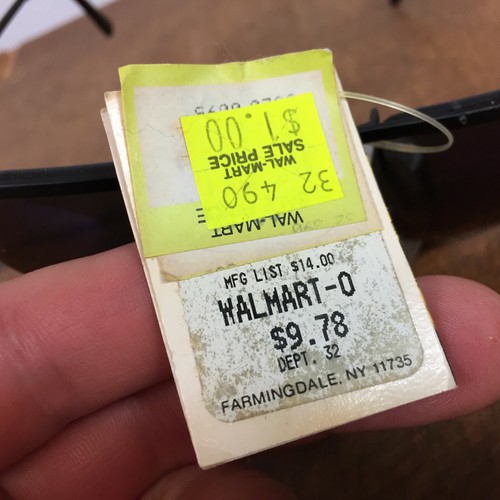 $1.00
WAL-MART
SALE PRICE
32 490
WAL-MART
MFG LIST $14.00
WALMART-O
$9.78
DEPT. 32
FARMINGDALE, NY 11735